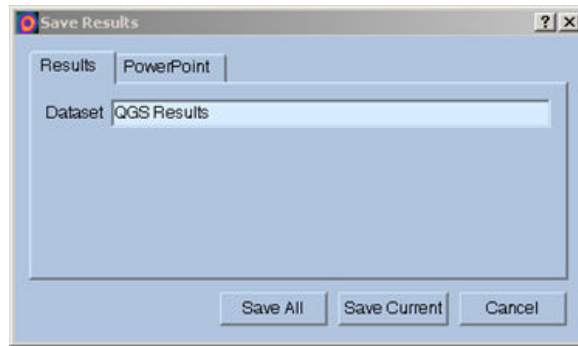 Save Results
Results PowerPoint
Dataset QGS Results
Save All Save Current Cancel